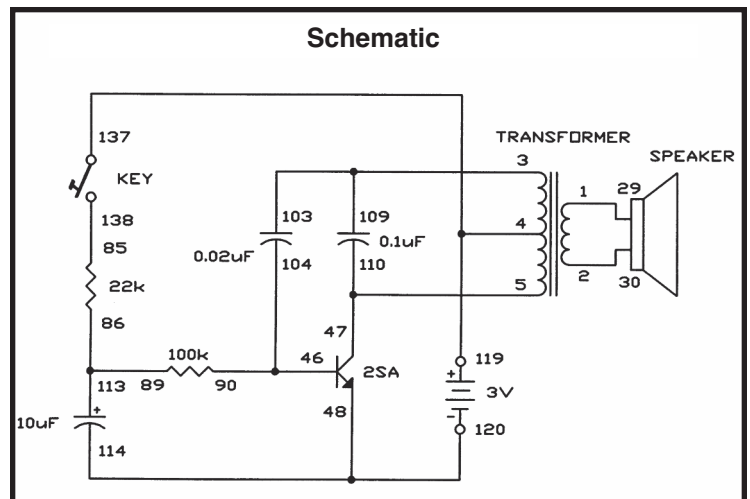 Schematic
137
KEY
138
85
22k
86
113
10uF
+
114
100k
89
90
103
0.02uF
104
109
0.1uF
110
47
46
2SA
48
TRANSFORMER
3
4
5
1
2
SPEAKER
29
30
119
+
3V
-
120